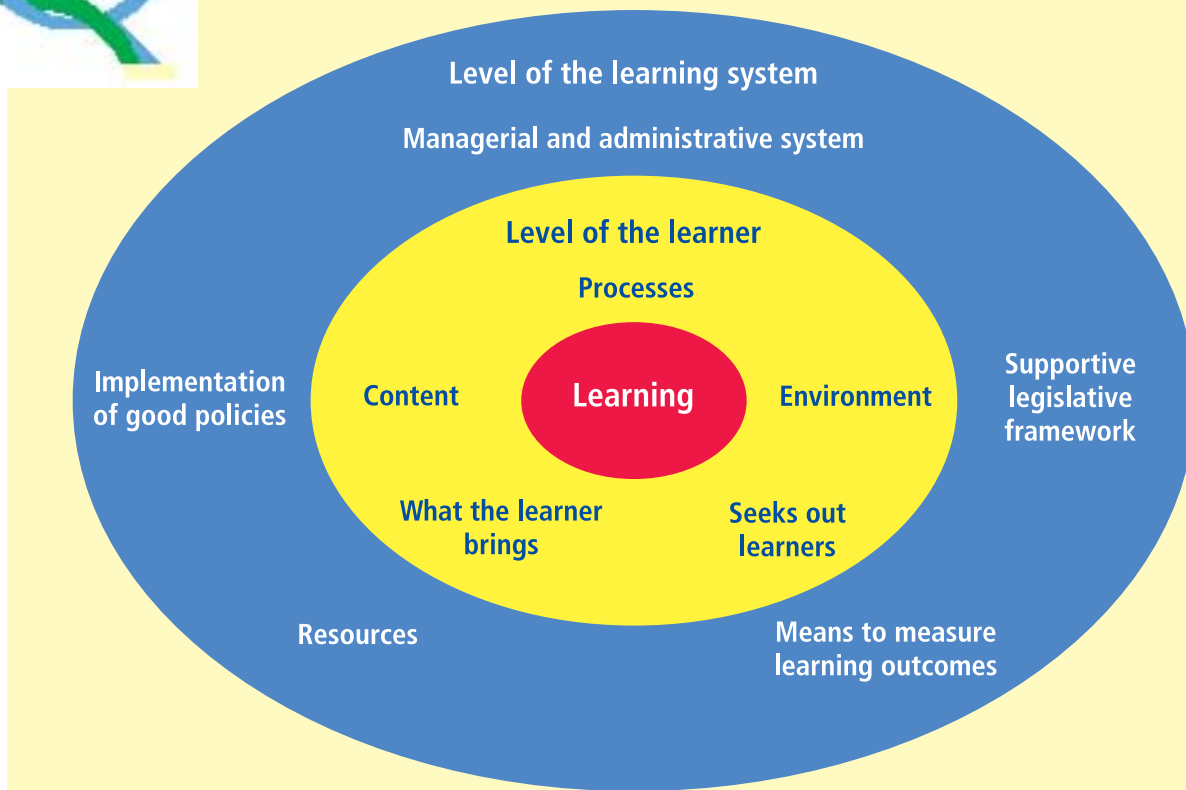 Level of the learning system
Managerial and administrative system
Level of the learner
Processes
Implementation
of good policies
Content
Learning
Environment
Supportive
legislative
framework
What the learner
brings
Seeks out
learners
Resources
Means to measure
learning outcomes